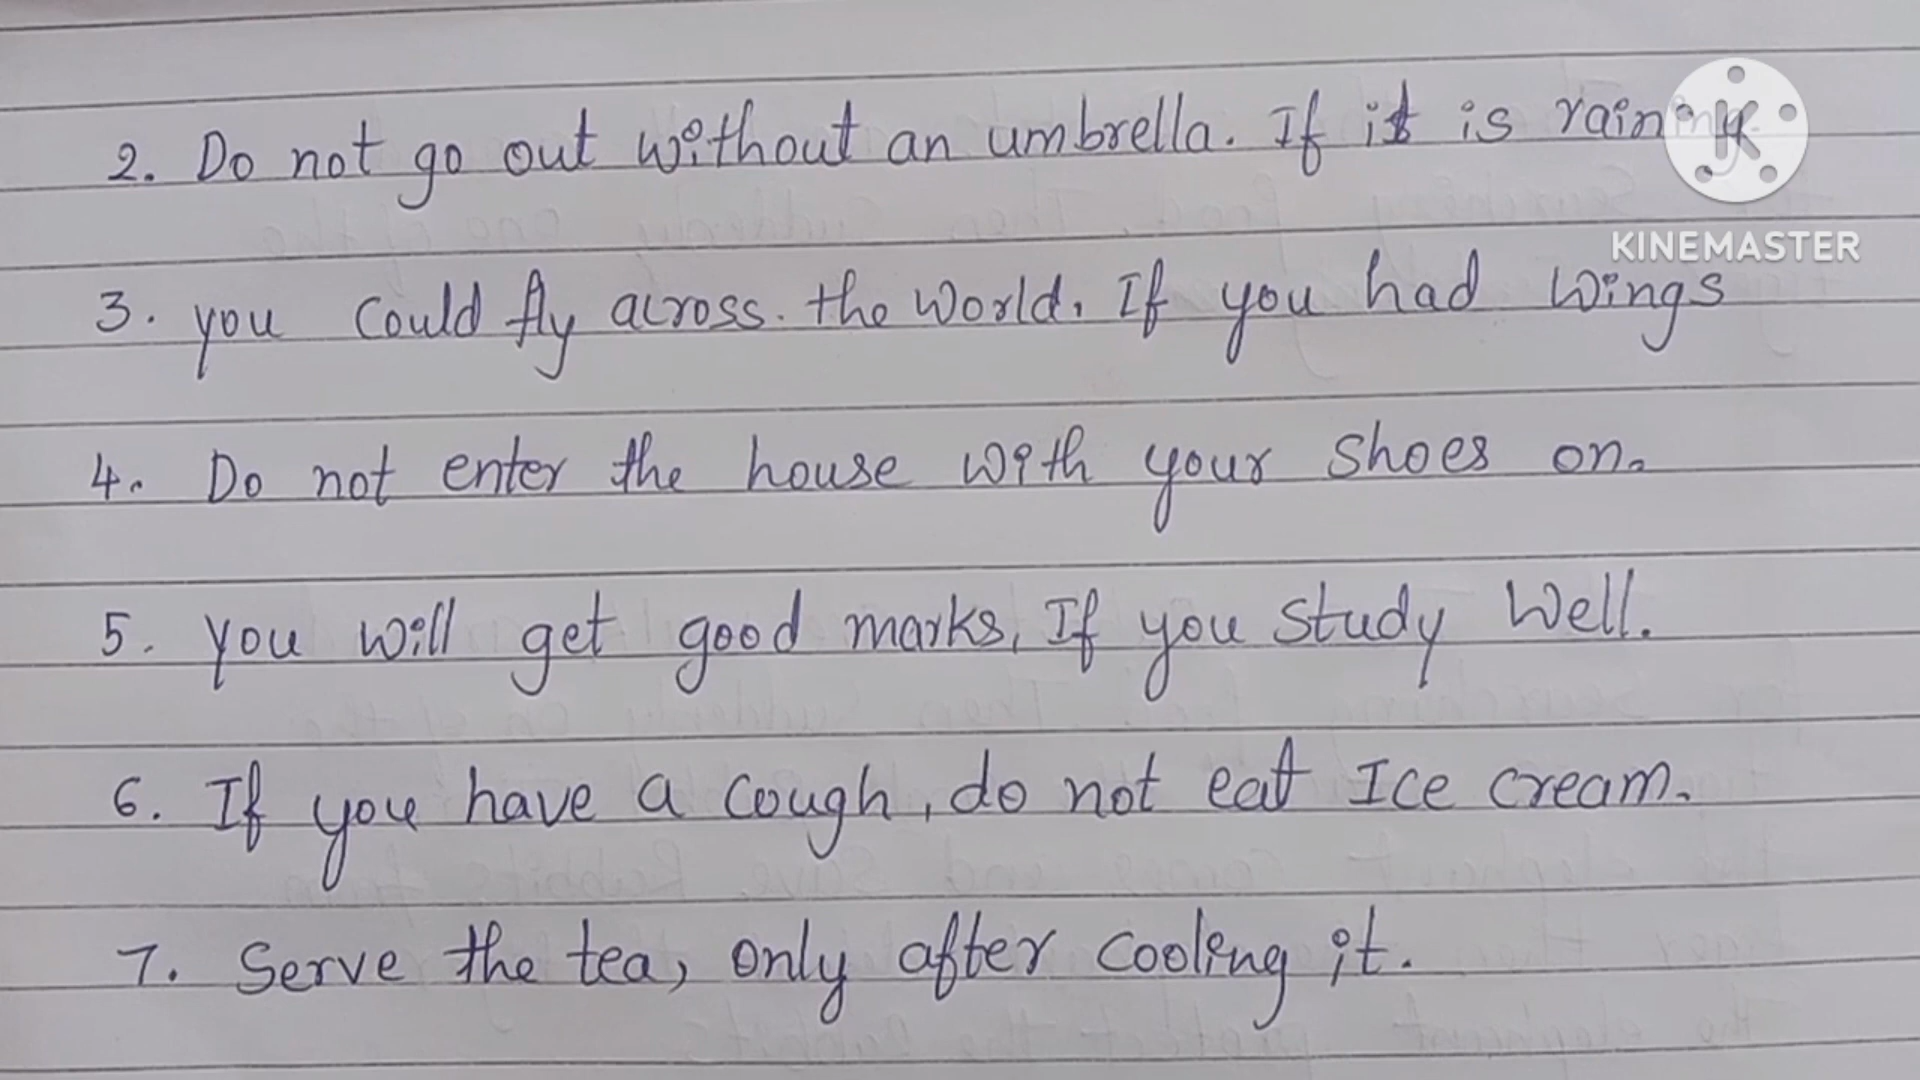 2. Do not go out without an umbrella. If it is raining.
KINEMASTER
3. you could fly across. the World. If you had wings
4. Do not enter the house with your shoes on.
5. you will get good marks, If you study Well.
6. If you have a cough, do not eat Ice cream.
7. Serve the tea, only after cooling it.